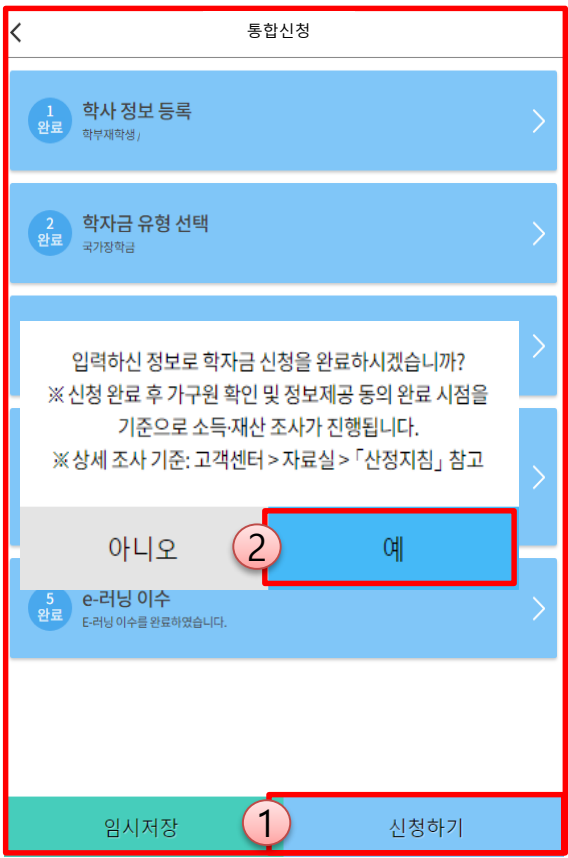 통합신청
1
완료
학사 정보 등록
학부재학생 /
2
완료
학자금 유형 선택
국가장학금
입력하신 정보로 학자금 신청을 완료하시겠습니까?
※ 신청 완료 후 가구원 확인 및 정보제공 동의 완료 시점을
기준으로 소득·재산 조사가 진행됩니다.
※ 상세 조사 기준: 고객센터 > 자료실 > 「산정지침」 참고
아니오
2
예
5
완료
e-러닝 이수
E-러닝 이수를 완료하였습니다.
임시저장
1
신청하기